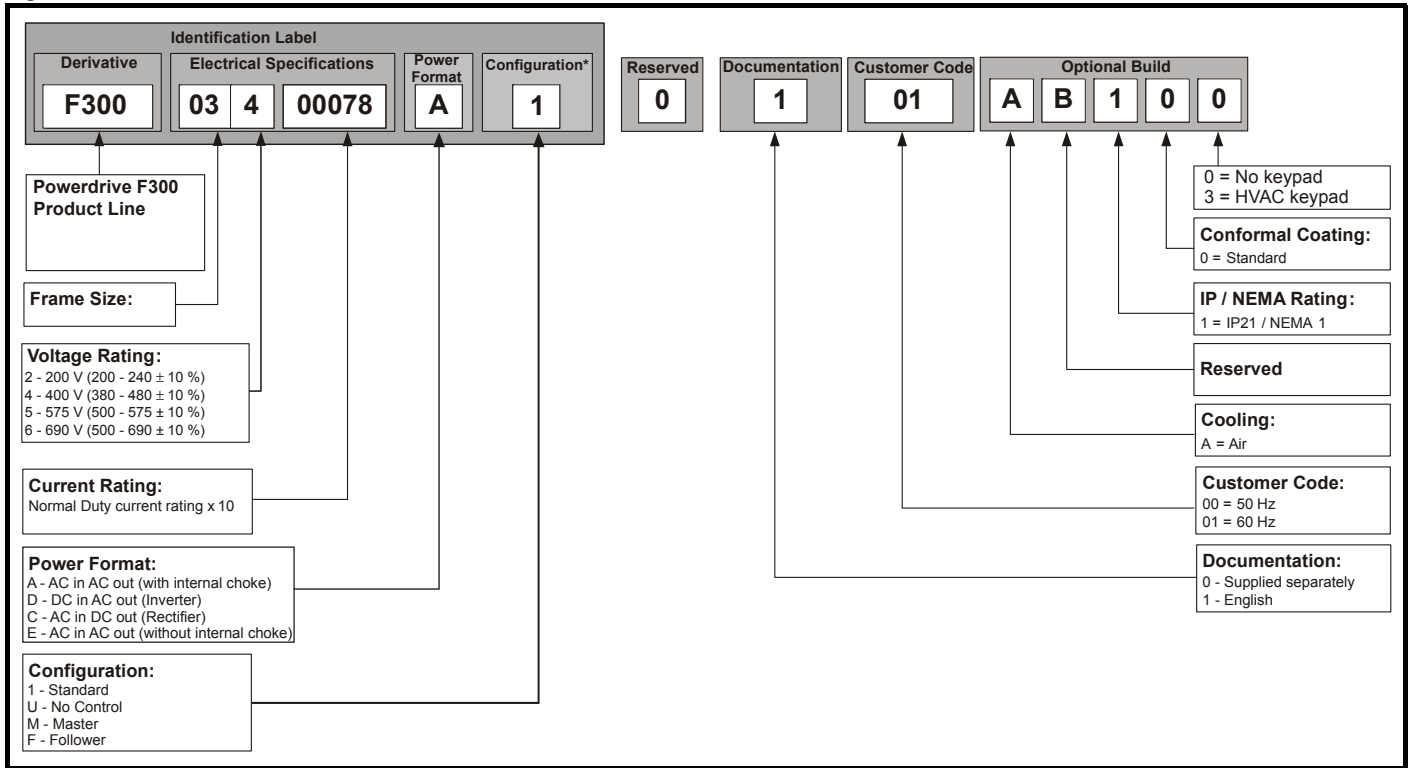 Identification Label
Derivative
Electrical Specifications
Power
Format
Configuration*
Reserved
Documentation
Customer Code
Optional Build
F300
03 4 00078
A
1
0
1
01
A B 1 0 0
Powerdrive F300
Product Line
Frame Size:
Voltage Rating:
2 - 200 V (200 - 240 ± 10 %)
4 - 400 V (380 - 480 ± 10 %)
5 - 575 V (500 - 575 ± 10 %)
6 - 690 V (500 - 690 ± 10 %)
Current Rating:
Normal Duty current rating x 10
Power Format:
A - AC in AC out (with internal choke)
D - DC in AC out (Inverter)
C - AC in DC out (Rectifier)
E - AC in AC out (without internal choke)
Configuration:
1 - Standard
U - No Control
M - Master
F - Follower
0 = No keypad
3 = HVAC keypad
Conformal Coating:
0 = Standard
IP / NEMA Rating:
1 = IP21 / NEMA 1
Reserved
Cooling:
A = Air
Customer Code:
00 = 50 Hz
01 = 60 Hz
Documentation:
0 - Supplied separately
1 - English